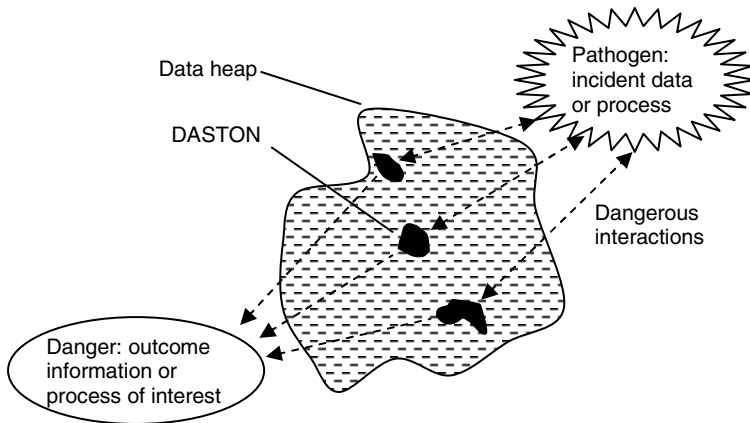 Pathogen:
incident data
or process
Data heap
DASTON
Dangerous
interactions
Danger: outcome
information or
process of interest